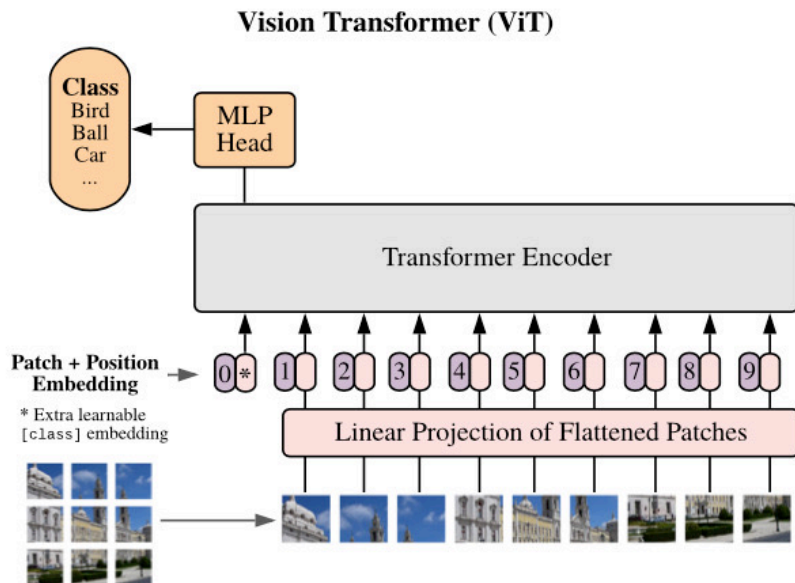 Vision Transformer (ViT)
Class
Bird
Ball
Car
...
MLP
Head
Transformer Encoder
Patch + Position
Embedding
0 * 1 2 3 4 5 6 7 8 9
* Extra learnable
[class] embedding
Linear Projection of Flattened Patches